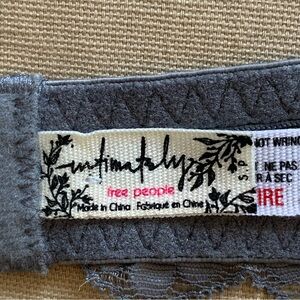 intimately
free people
Made in China . Fabriqué en Chine
S P
NOT WRING
NE PAS
À SEC
IRE